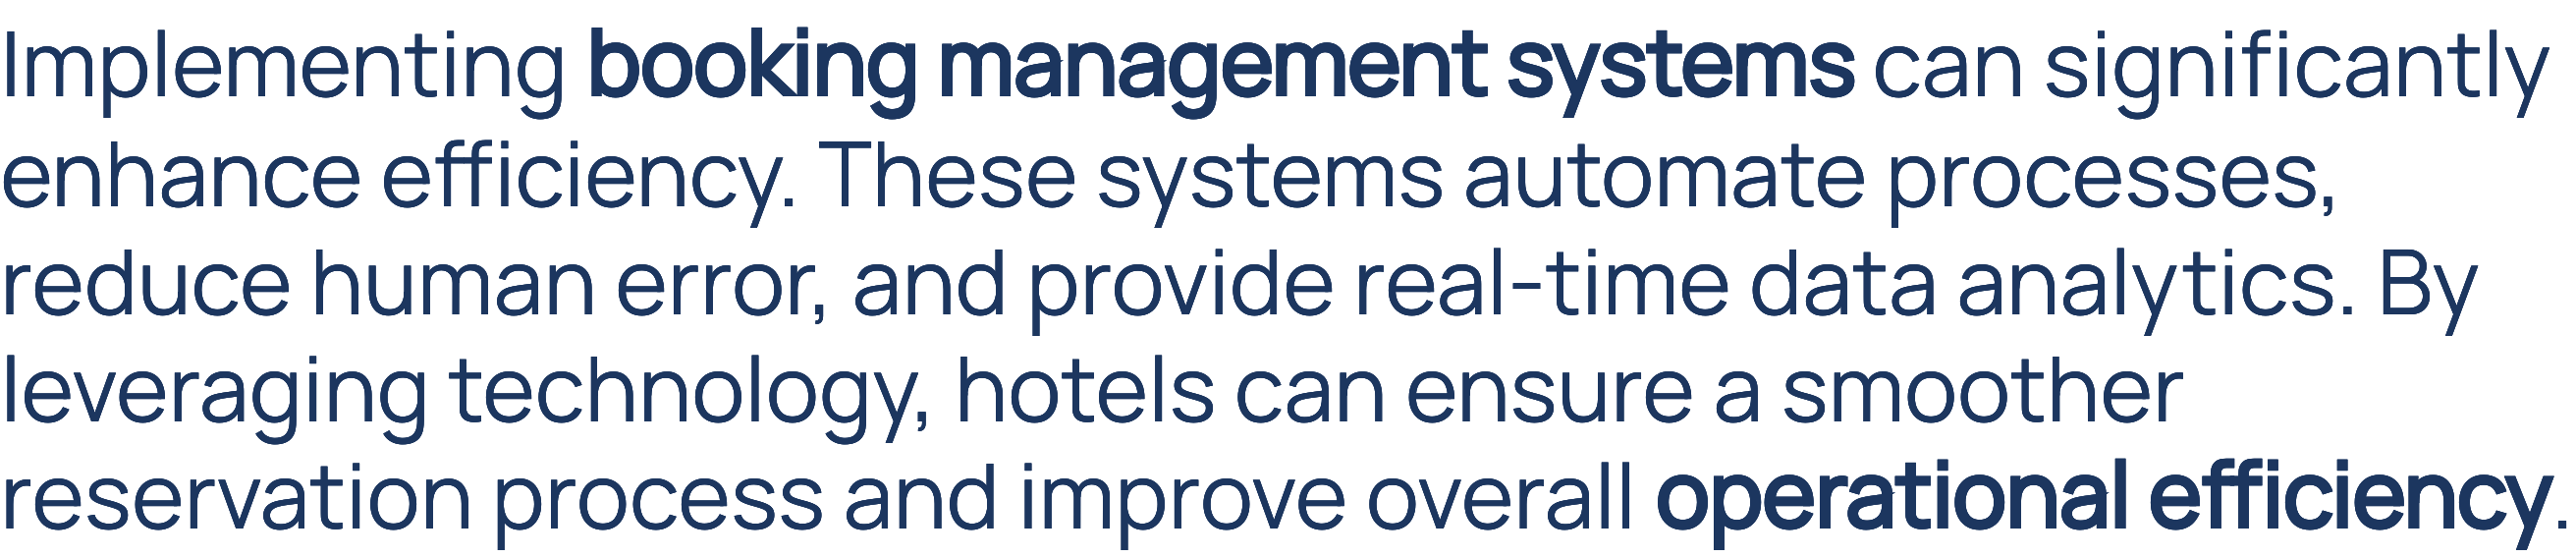 Implementing booking management systems can significantly
enhance efficiency. These systems automate processes,
reduce human error, and provide real-time data analytics. By
leveraging technology, hotels can ensure a smoother
reservation process and improve overall operational efficiency.